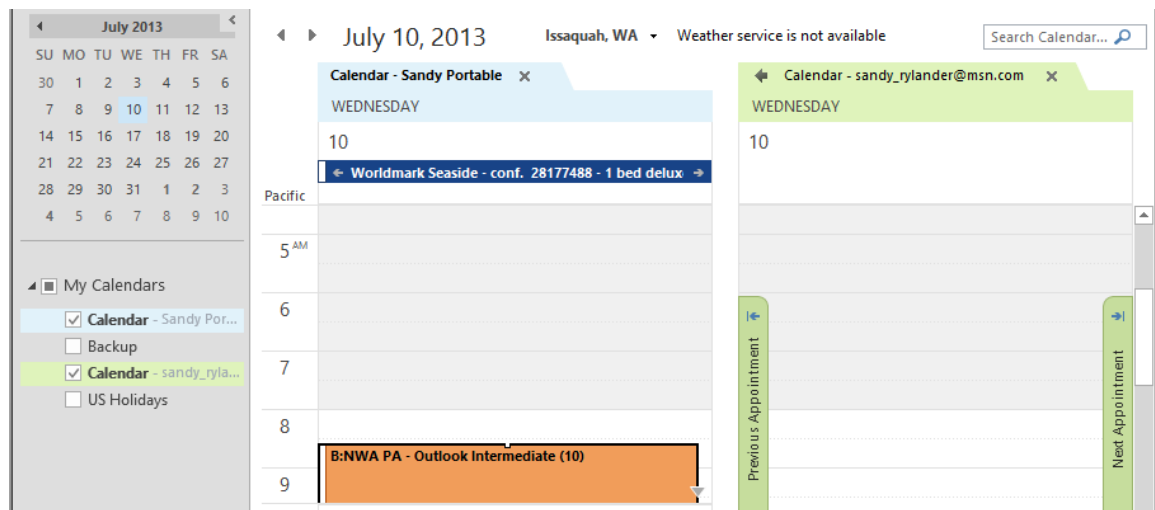 July 2013
SU MO TU WE TH FR SA
30 1 2 3 4 5 6
7 8 9 10 11 12 13
14 15 16 17 18 19 20
21 22 23 24 25 26 27
28 29 30 31 1 2 3
4 5 6 7 8 9 10
My Calendars
Calendar - Sandy Por...
Backup
Calendar - sandy_ryla...
US Holidays
July 10, 2013
Issaquah, WA
Weather service is not available
Search Calendar...
Calendar - Sandy Portable
WEDNESDAY
10
Worldmark Seaside - conf. 28177488 - 1 bed delux
Pacific
5 AM
6
7
8
9
B:NWA PA - Outlook Intermediate (10)
Calendar - sandy_rylander@msn.com
WEDNESDAY
10
Previous Appointment
Next Appointment